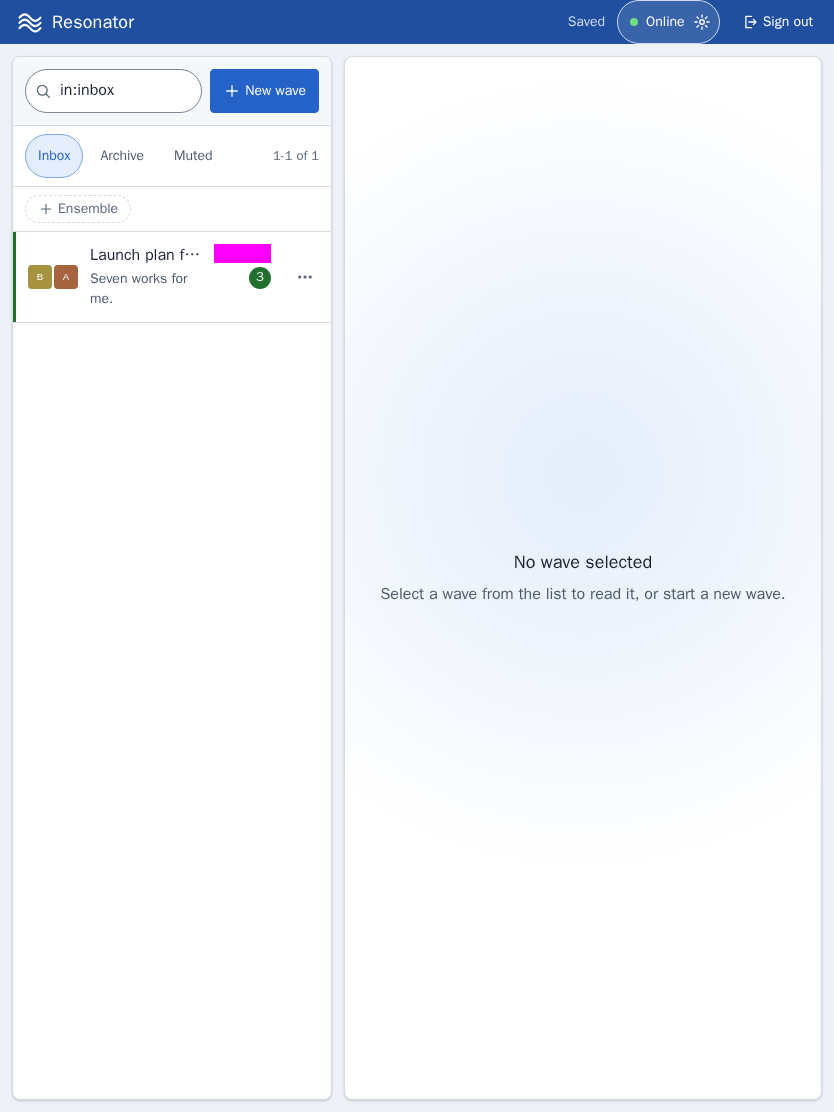 Resonator
Saved
Online
Sign out
in:inbox
New wave
Inbox
Archive
Muted
1-1 of 1
Ensemble
B
A
Launch plan f…
Seven works for
me.
3
No wave selected
Select a wave from the list to read it, or start a new wave.